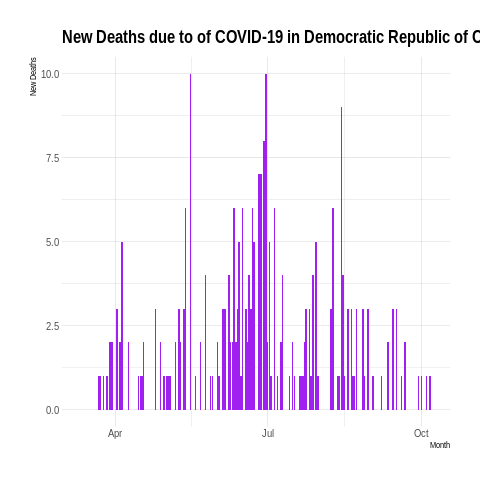 New Deaths due to of COVID-19 in Democratic Republic of C
New Deaths
10.0
7.5
5.0
2.5
0.0
Apr Jul Oct
Month